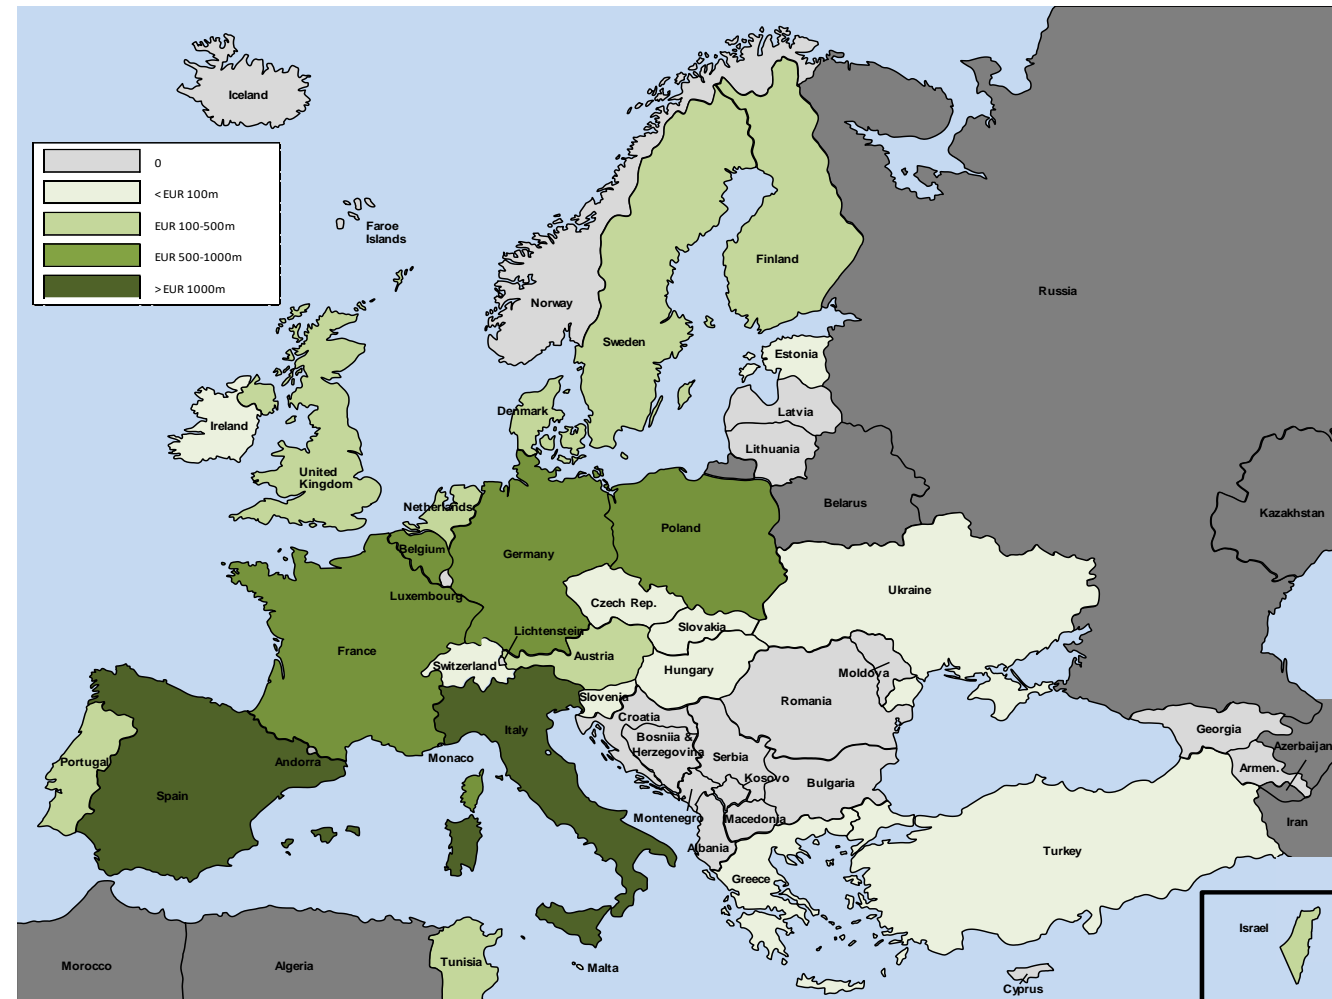 Iceland
0
< EUR 100m
EUR 100-500m
EUR 500-1000m
> EUR 1000m
Faroe
Islands
Norway
Sweden
Finland
Russia
Estonia
Latvia
Lithuania
Denmark
Ireland
United
Kingdom
Netherlands
Belgium
Luxembourg
Germany
Poland
Belarus
Kazakhstan
Ukraine
Czech Rep.
Slovakia
Lichtenstein
Austria
Switzerland
Hungary
France
Slovenia
Moldova
Romania
Croatia
Bosniia &
Herzegovina
Serbia
Kosovo
Bulgaria
Georgia
Azerbaijan
Armen.
Iran
Italy
Monaco
Andorra
Portugal
Spain
Montenegro
Macedonia
Albania
Greece
Turkey
Israel
Morocco
Algeria
Tunisia
Malta
Cyprus